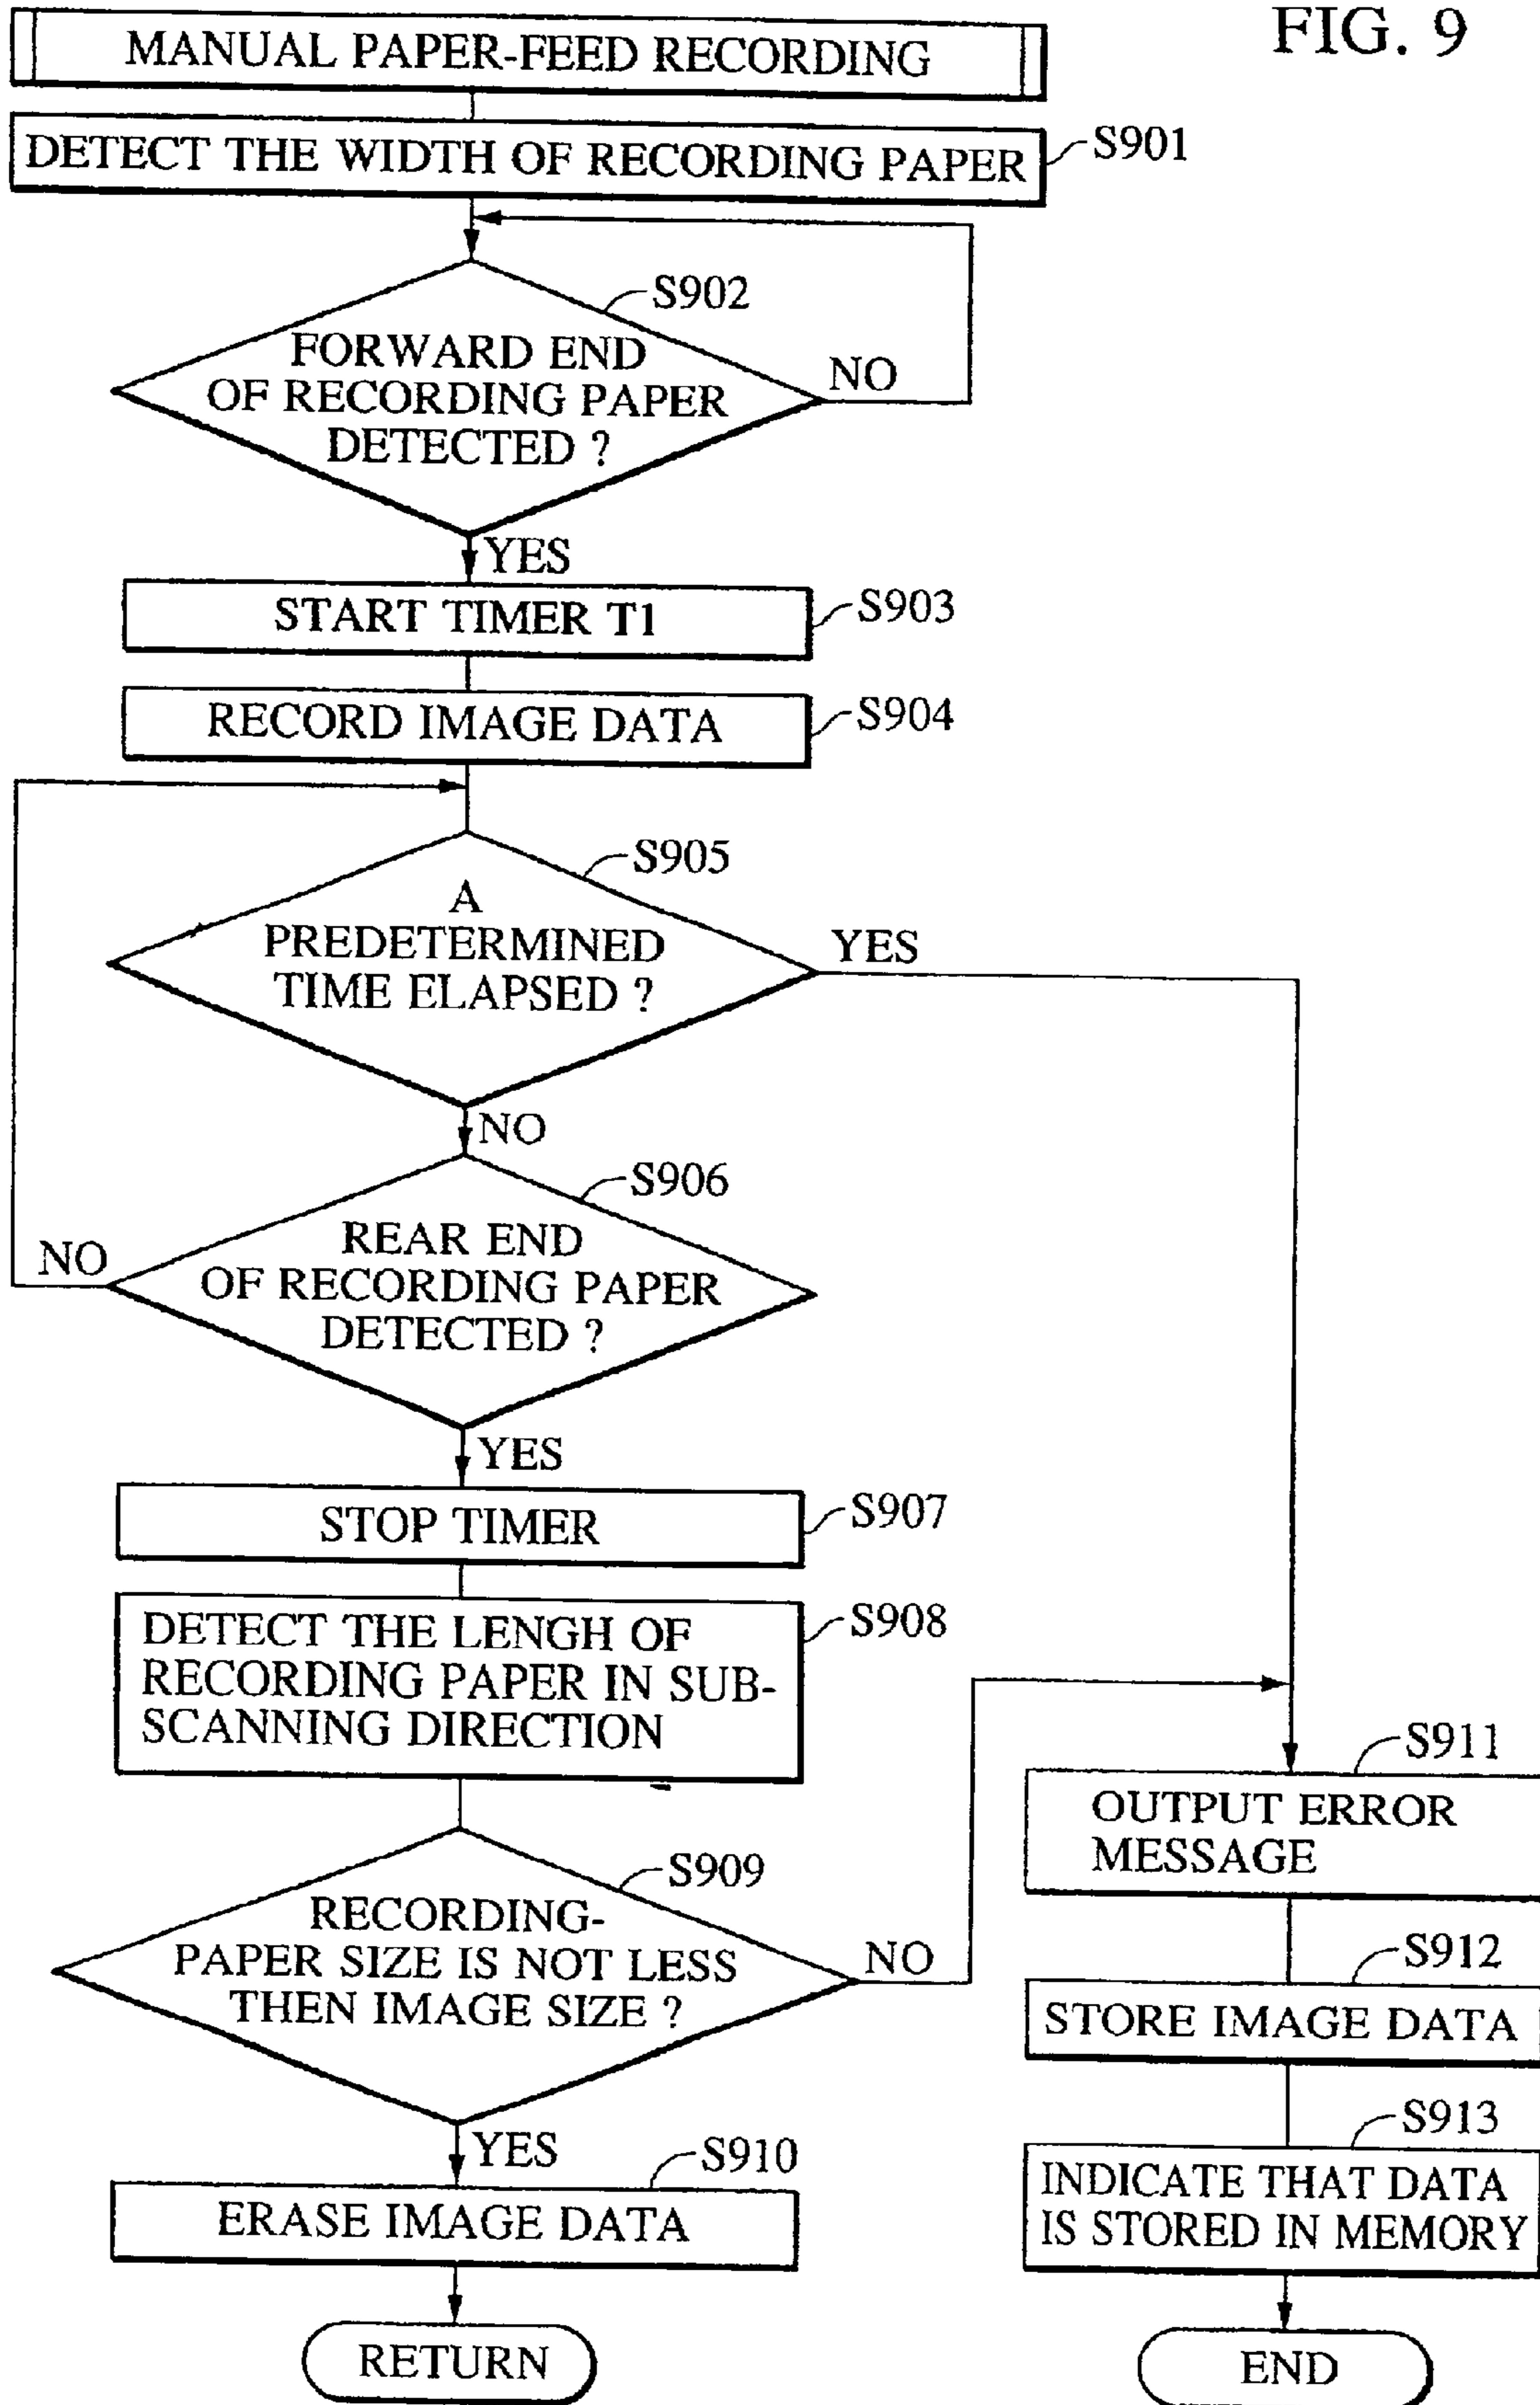 FIG. 9
MANUAL PAPER-FEED RECORDING
DETECT THE WIDTH OF RECORDING PAPER
S901
S902
FORWARD END
OF RECORDING PAPER
DETECTED ?
NO
YES
START TIMER T1
S903
RECORD IMAGE DATA
S904
S905
A
PREDETERMINED
TIME ELAPSED ?
YES
NO
S906
REAR END
OF RECORDING PAPER
DETECTED ?
NO
YES
STOP TIMER
S907
DETECT THE LENGH OF
RECORDING PAPER IN SUB-
SCANNING DIRECTION
S908
S909
RECORDING-
PAPER SIZE IS NOT LESS
THEN IMAGE SIZE ?
NO
YES
S910
ERASE IMAGE DATA
RETURN
S911
OUTPUT ERROR
MESSAGE
S912
STORE IMAGE DATA
S913
INDICATE THAT DATA
IS STORED IN MEMORY
END